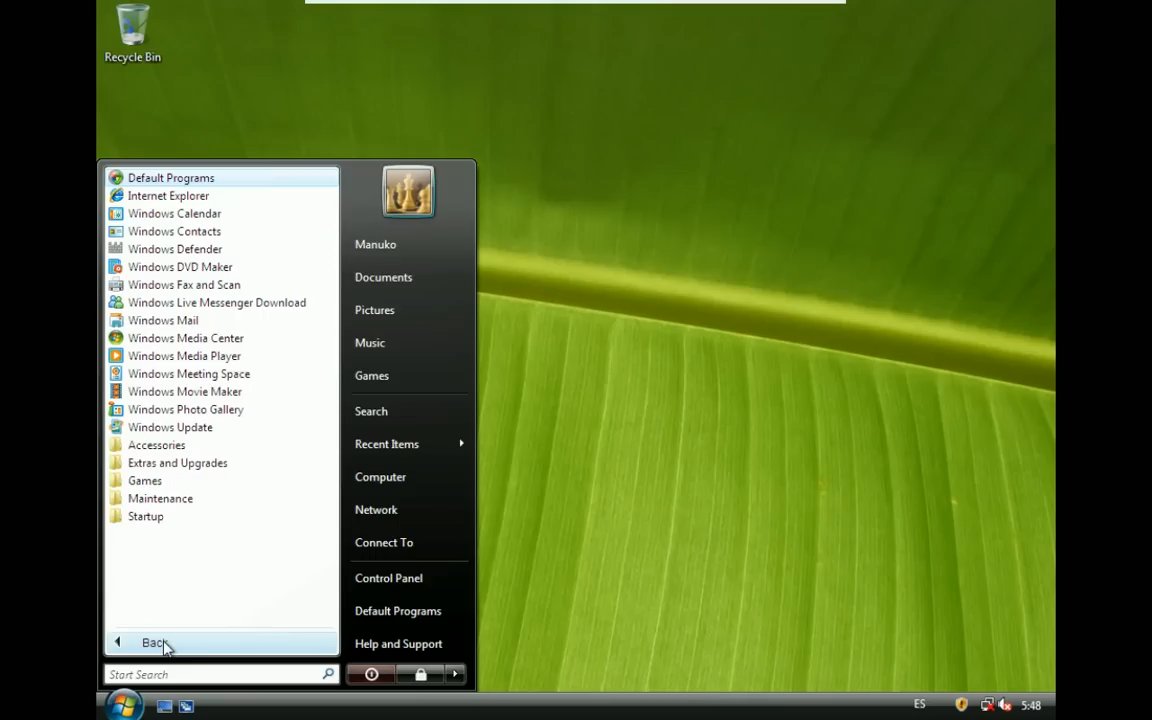 Recycle Bin
Default Programs
Internet Explorer
Windows Calendar
Windows Contacts
Windows Defender
Windows DVD Maker
Windows Fax and Scan
Windows Live Messenger Download
Windows Mail
Windows Media Center
Windows Media Player
Windows Meeting Space
Windows Movie Maker
Windows Photo Gallery
Windows Update
Accessories
Extras and Upgrades
Games
Maintenance
Startup
Back
Start Search
Manuko
Documents
Pictures
Music
Games
Search
Recent Items
Computer
Network
Connect To
Control Panel
Default Programs
Help and Support
ES
5:48